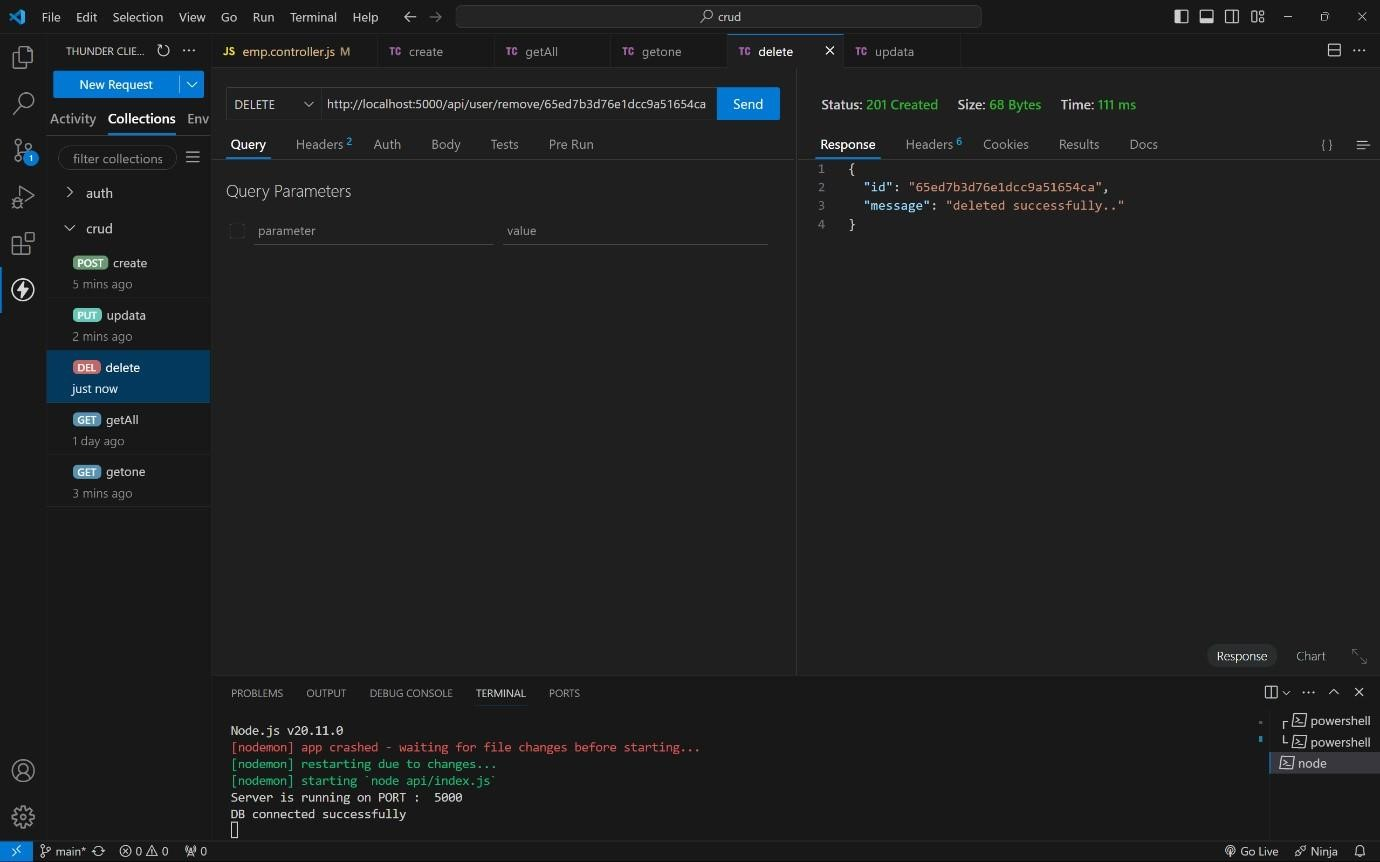 File Edit Selection View Go Run Terminal Help crud
THUNDER CLIE...
JS emp.controller.js M TC create TC getAll TC getone TC delete TC updata
New Request
Activity Collections Env
filter collections
auth
crud
POST create
5 mins ago
PUT updata
2 mins ago
DEL delete
just now
GET getAll
1 day ago
GET getone
3 mins ago
1
DELETE http://localhost:5000/api/user/remove/65ed7b3d76e1dcc9a51654ca Send
Query Headers 2 Auth Body Tests Pre Run
Query Parameters
parameter value
Status: 201 Created Size: 68 Bytes Time: 111 ms
Response Headers 6 Cookies Results Docs { }
1 {
2 "id": "65ed7b3d76e1dcc9a51654ca",
3 "message": "deleted successfully.."
4 }
Response Chart
PROBLEMS OUTPUT DEBUG CONSOLE TERMINAL PORTS
Node.js v20.11.0
[nodemon] app crashed - waiting for file changes before starting...
[nodemon] restarting due to changes...
[nodemon] starting `node api/index.js`
Server is running on PORT : 5000
DB connected successfully
powershell
powershell
node
main* 0 0 0 Go Live Ninja